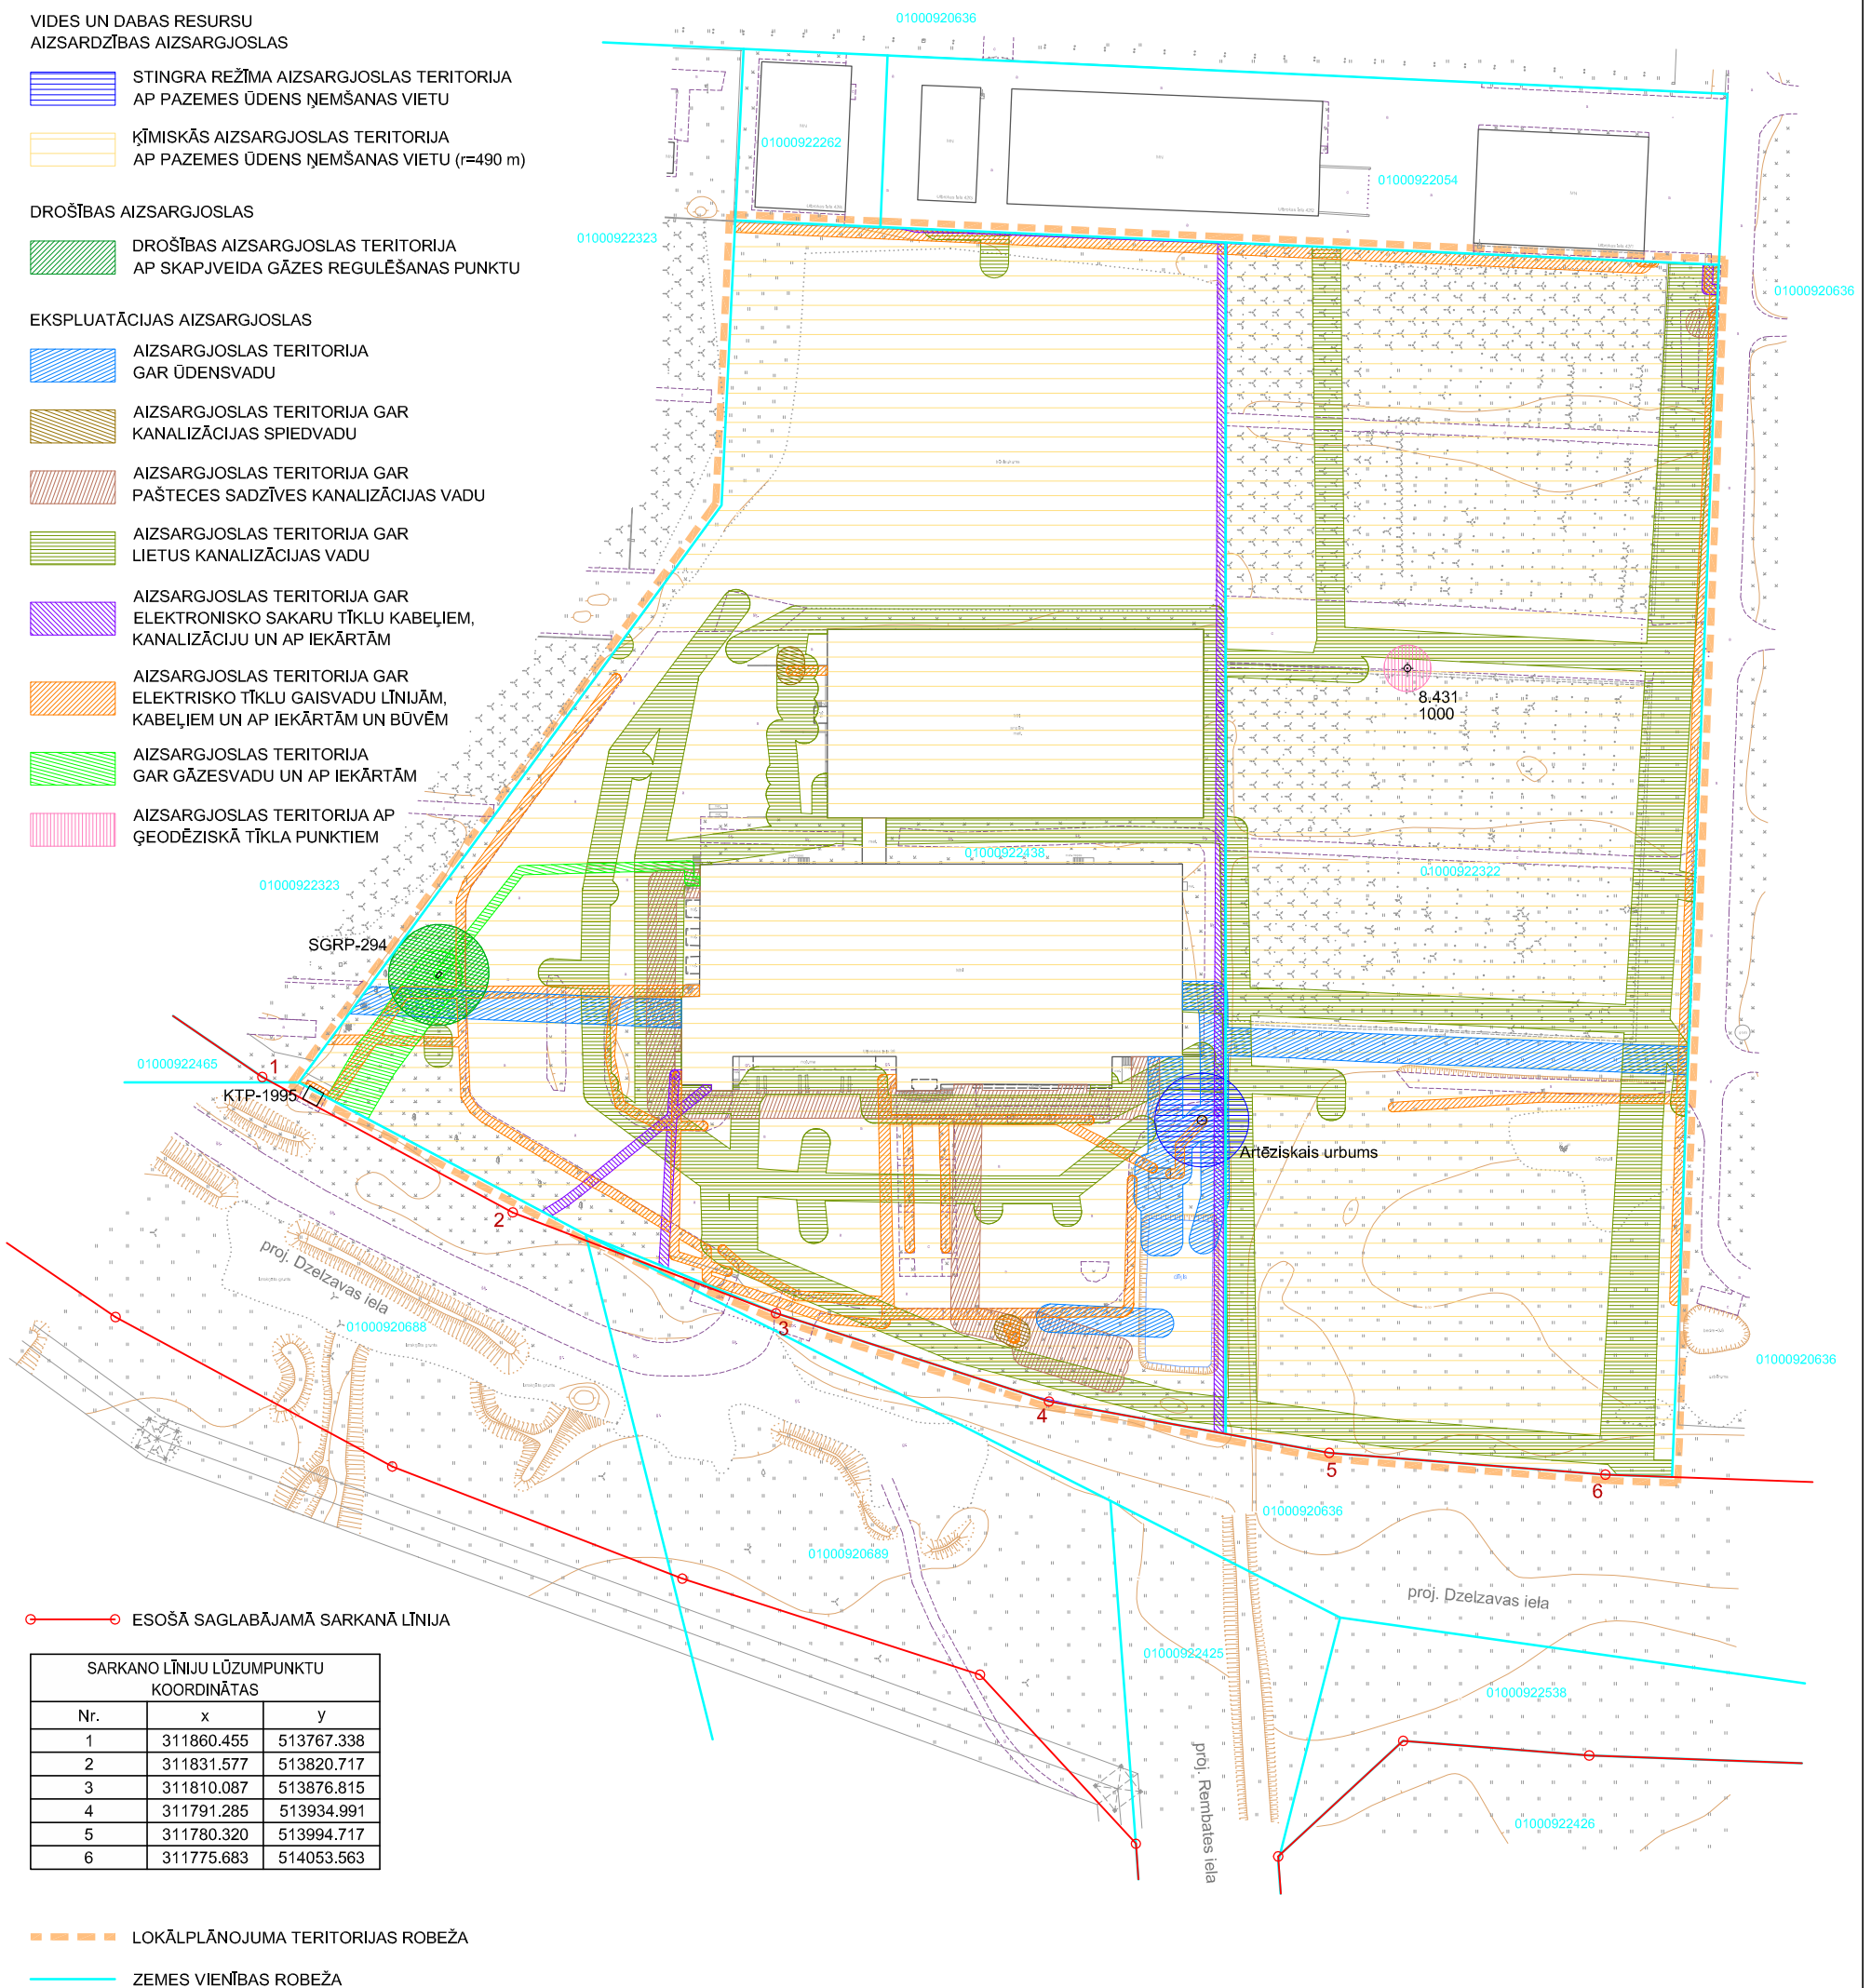 VIDES UN DABAS RESURSU
AIZSARDZĪBAS AIZSARGJOSLAS
STINGRA REŽĪMA AIZSARGJOSLAS TERITORIJA
AP PAZEMES ŪDENS ŅEMŠANAS VIETU
ĶĪMISKĀS AIZSARGJOSLAS TERITORIJA
AP PAZEMES ŪDENS ŅEMŠANAS VIETU (r=490 m)
DROŠĪBAS AIZSARGJOSLAS
DROŠĪBAS AIZSARGJOSLAS TERITORIJA
AP SKAPJVEIDA GĀZES REGULĒŠANAS PUNKTU
EKSPLUATĀCIJAS AIZSARGJOSLAS
AIZSARGJOSLAS TERITORIJA
GAR ŪDENSVADU
AIZSARGJOSLAS TERITORIJA GAR
KANALIZĀCIJAS SPIEDVADU
AIZSARGJOSLAS TERITORIJA GAR
PAŠTECES SADZĪVES KANALIZĀCIJAS VADU
AIZSARGJOSLAS TERITORIJA GAR
LIETUS KANALIZĀCIJAS VADU
AIZSARGJOSLAS TERITORIJA GAR
ELEKTRONISKO SAKARU TĪKLU KABEĻIEM,
KANALIZĀCIJU UN AP IEKĀRTĀM
AIZSARGJOSLAS TERITORIJA GAR
ELEKTRISKO TĪKLU GAISVADU LĪNIJĀM,
KABEĻIEM UN AP IEKĀRTĀM UN BŪVĒM
AIZSARGJOSLAS TERITORIJA
GAR GĀZESVADU UN AP IEKĀRTĀM
AIZSARGJOSLAS TERITORIJA AP
ĢEODĒZISKĀ TĪKLA PUNKTIEM
01000920636
01000922262
01000922054
01000922323
01000920636
8.431
1000
01000922438
01000922322
01000922323
SGRP-294
01000922465
1
KTP-1995
Artēziskais urbums
2
proj. Dzelzavas iela
01000920688
3
01000920636
4
5
6
01000920636
01000920689
proj. Dzelzavas iela
01000922425
01000922538
proj. Rembates iela
01000922426
ESOŠĀ SAGLABĀJAMĀ SARKANĀ LĪNIJA
SARKANO LĪNIJU LŪZUMPUNKTU
KOORDINĀTAS
Nr. x y
1 311860.455 513767.338
2 311831.577 513820.717
3 311810.087 513876.815
4 311791.285 513934.991
5 311780.320 513994.717
6 311775.683 514053.563
LOKĀLPLĀNOJUMA TERITORIJAS ROBEŽA
ZEMES VIENĪBAS ROBEŽA